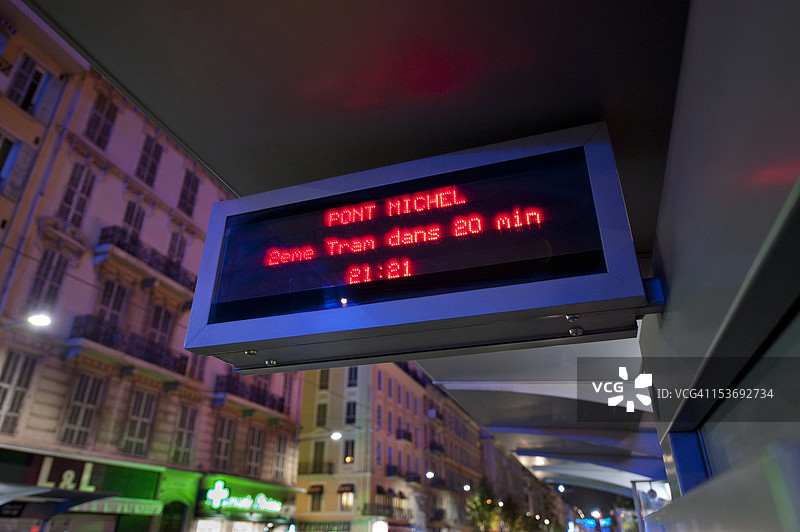 PONT MICHEL
2eme Tram dans 20 min
21:21
L&L
VCG
VCG41153692734